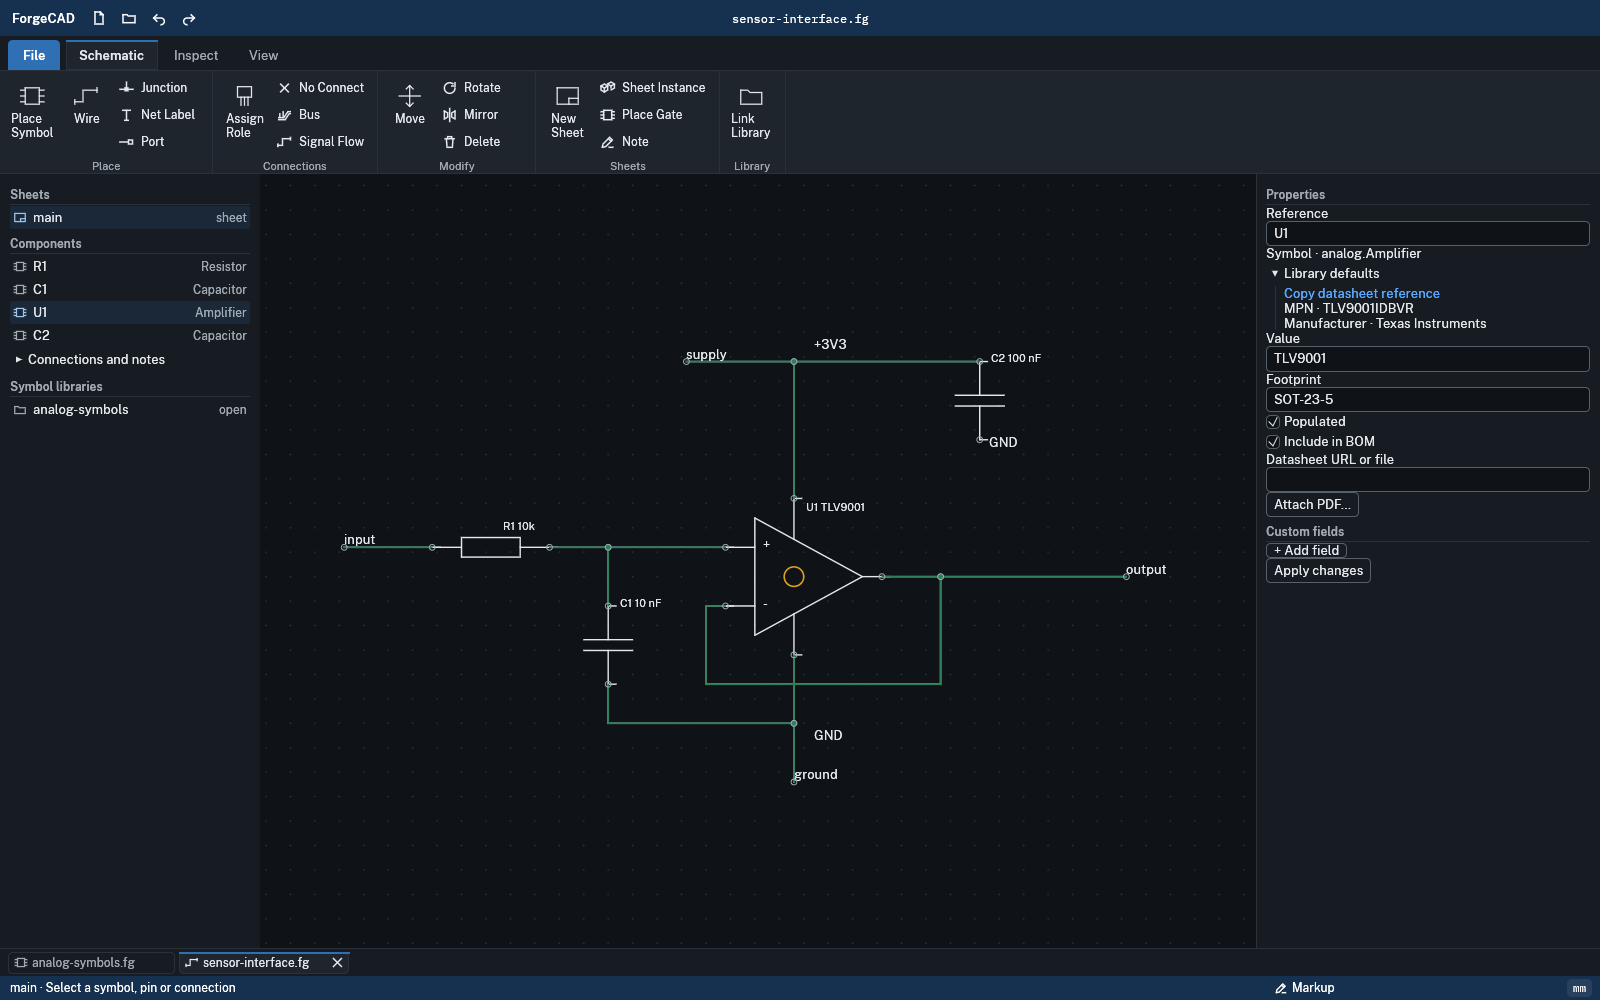 ForgeCAD
sensor-interface.fg
File
Schematic
Inspect
View
Place Symbol
Wire
Junction
Net Label
Port
Place
Assign Role
No Connect
Bus
Signal Flow
Connections
Move
Rotate
Mirror
Delete
Modify
New Sheet
Sheet Instance
Place Gate
Note
Sheets
Link Library
Library
Sheets
main sheet
Components
R1 Resistor
C1 Capacitor
U1 Amplifier
C2 Capacitor
Connections and notes
Symbol libraries
analog-symbols open
+3V3
supply
C2 100 nF
GND
U1 TLV9001
R1 10k
input
+
output
C1 10 nF
-
GND
ground
Properties
Reference
U1
Symbol · analog.Amplifier
Library defaults
Copy datasheet reference
MPN · TLV9001IDBVR
Manufacturer · Texas Instruments
Value
TLV9001
Footprint
SOT-23-5
Populated
Include in BOM
Datasheet URL or file
Attach PDF...
Custom fields
+ Add field
Apply changes
analog-symbols.fg
sensor-interface.fg
main · Select a symbol, pin or connection
Markup
mm